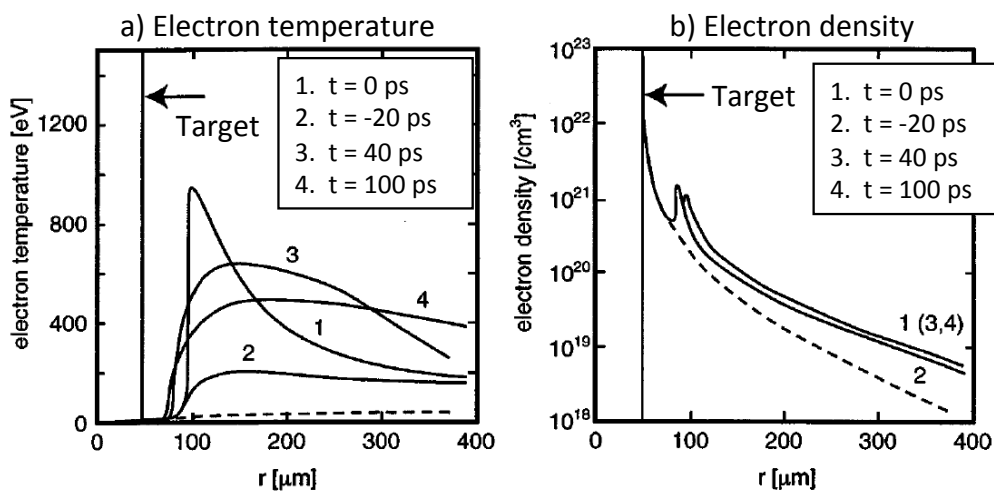 a) Electron temperature
electron temperature [eV]
1200
800
400
0
Target
1. t = 0 ps
2. t = -20 ps
3. t = 40 ps
4. t = 100 ps
3
4
1
2
0
100
200
300
400
r [μm]
b) Electron density
electron density [/cm³]
10²³
10²²
10²¹
10²⁰
10¹⁹
10¹⁸
Target
1. t = 0 ps
2. t = -20 ps
3. t = 40 ps
4. t = 100 ps
1 (3,4)
2
0
100
200
300
400
r [μm]